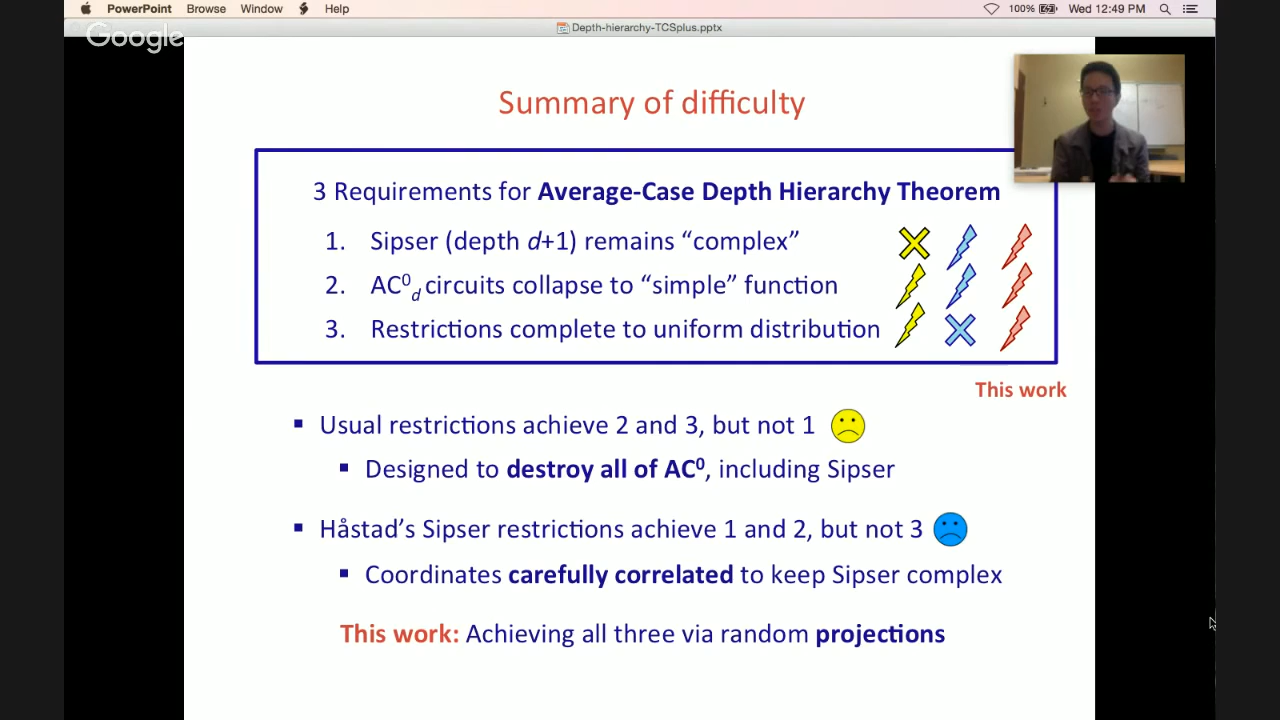 PowerPoint Browse Window Help 100% Wed 12:49 PM
Google
Depth-hierarchy-TCSplus.pptx
Summary of difficulty
3 Requirements for Average-Case Depth Hierarchy Theorem
1. Sipser (depth d+1) remains “complex”
2. AC⁰d circuits collapse to “simple” function
3. Restrictions complete to uniform distribution
This work
▪ Usual restrictions achieve 2 and 3, but not 1
▪ Designed to destroy all of AC⁰, including Sipser
▪ Håstad’s Sipser restrictions achieve 1 and 2, but not 3
▪ Coordinates carefully correlated to keep Sipser complex
This work: Achieving all three via random projections